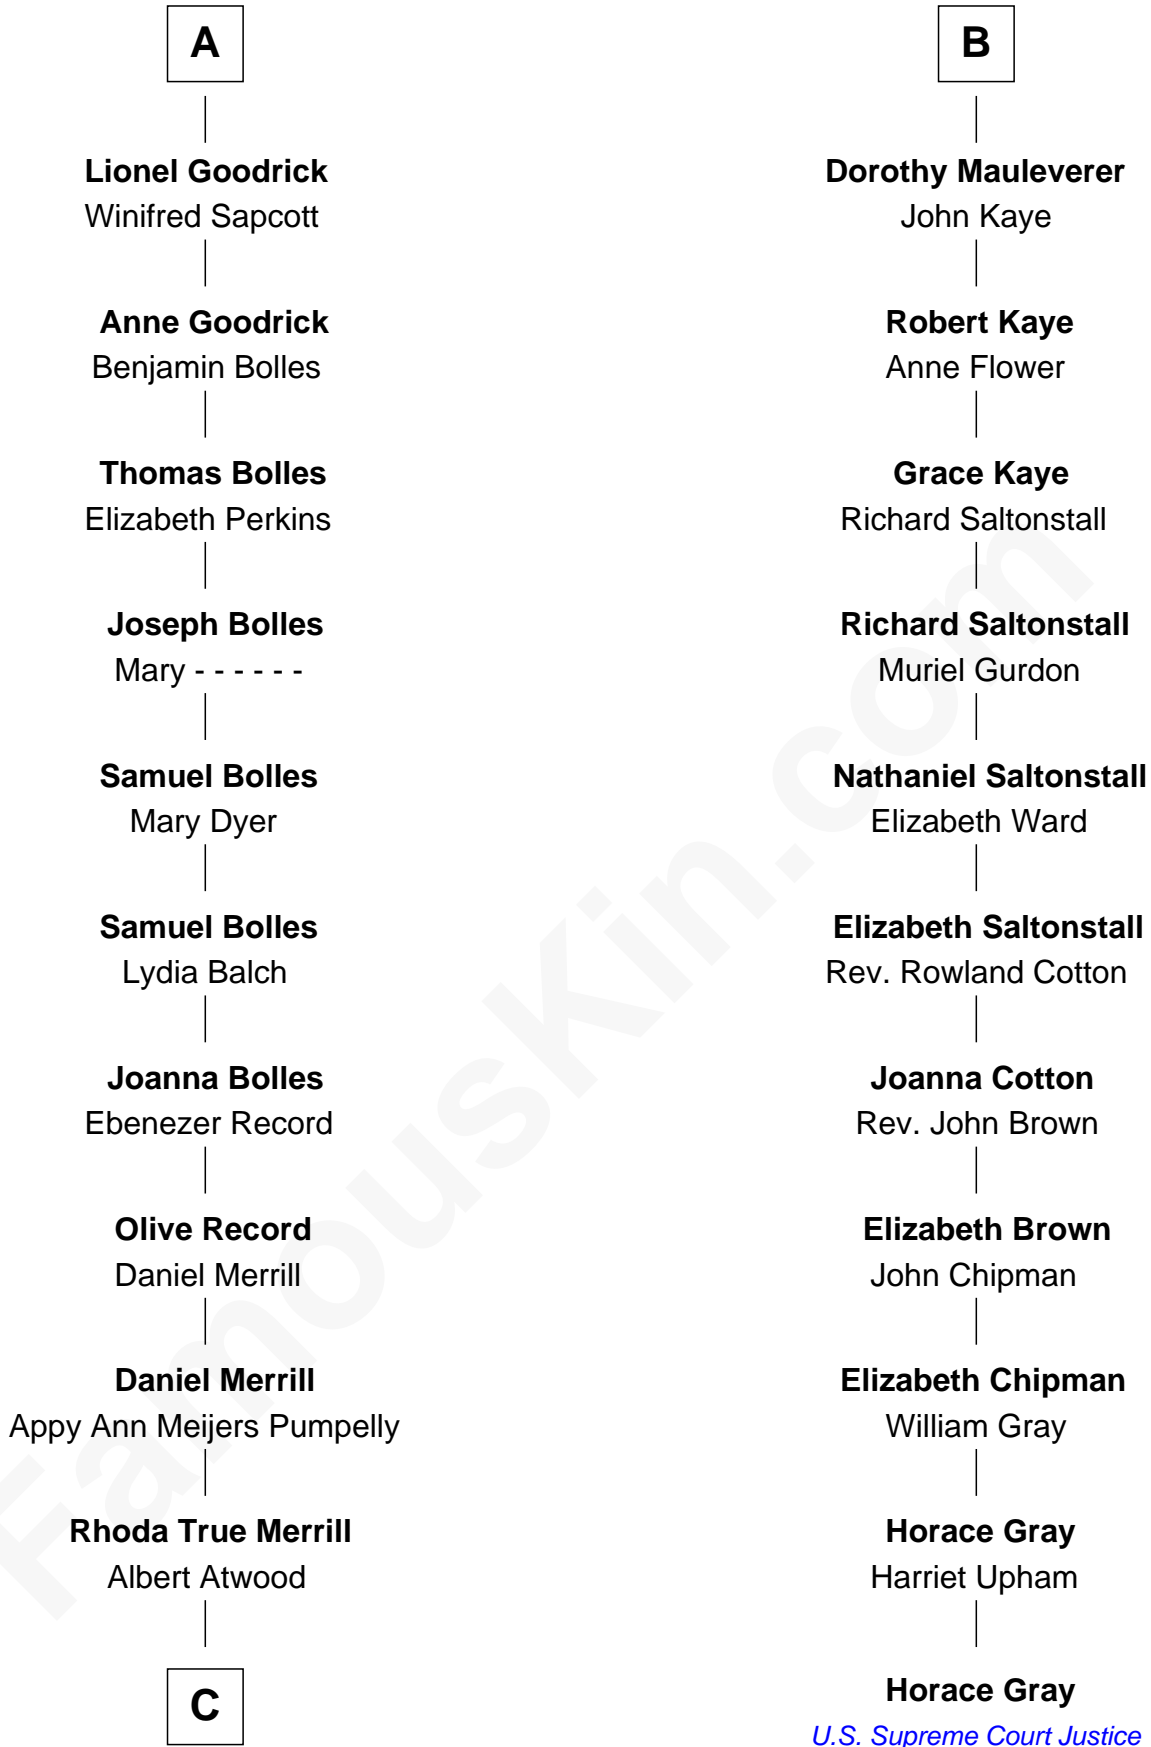 A
Lionel Goodrick
Winifred Sapcott
Anne Goodrick
Benjamin Bolles
Thomas Bolles
Elizabeth Perkins
Joseph Bolles
Mary - - - - - -
Samuel Bolles
Mary Dyer
Samuel Bolles
Lydia Balch
Joanna Bolles
Ebenezer Record
Olive Record
Daniel Merrill
Daniel Merrill
Appy Ann Meijers Pumpelly
Rhoda True Merrill
Albert Atwood
C
B
Dorothy Mauleverer
John Kaye
Robert Kaye
Anne Flower
Grace Kaye
Richard Saltonstall
Richard Saltonstall
Muriel Gurdon
Nathaniel Saltonstall
Elizabeth Ward
Elizabeth Saltonstall
Rev. Rowland Cotton
Joanna Cotton
Rev. John Brown
Elizabeth Brown
John Chipman
Elizabeth Chipman
William Gray
Horace Gray
Harriet Upham
Horace Gray
U.S. Supreme Court Justice
FamousKin.com